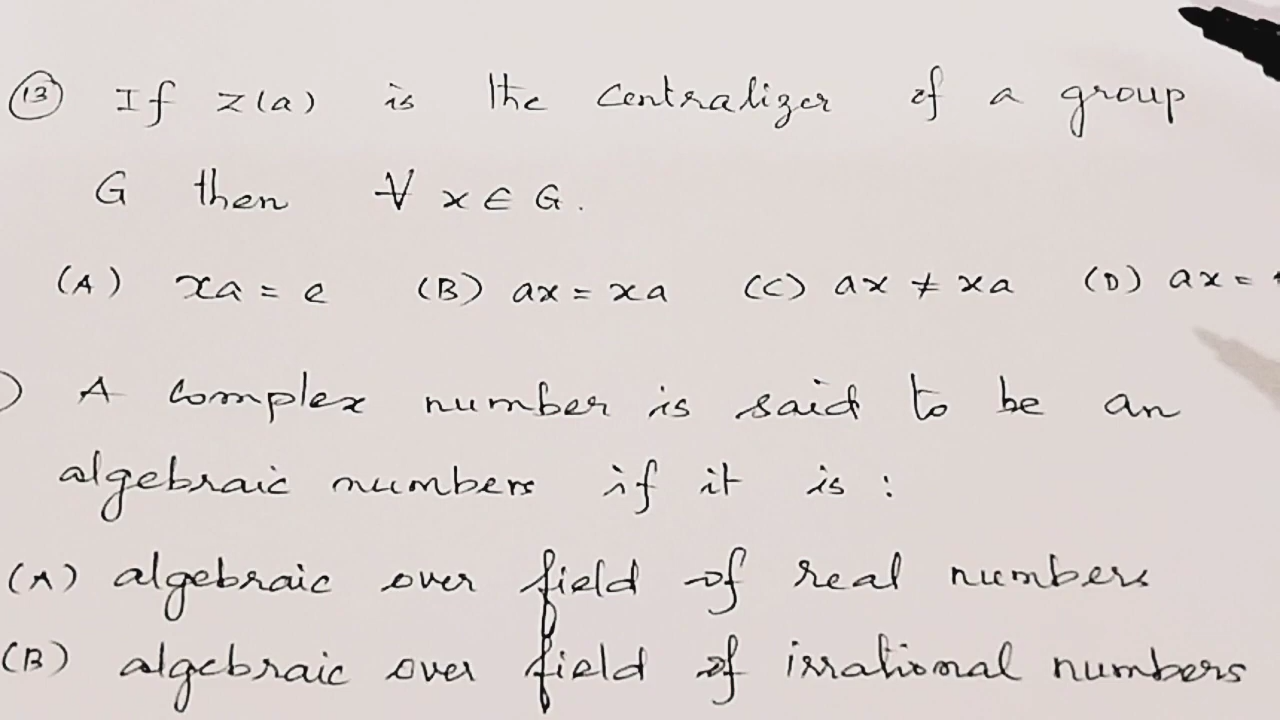 (13) If Z(a) is the centralizer of a group
G then ∀ x ∈ G.
(A) xa = e (B) ax = xa (C) ax ≠ xa (D) ax =
) A complex number is said to be an
algebraic numbers if it is :
(A) algebraic over field of real numbers
(B) algebraic over field of irrational numbers